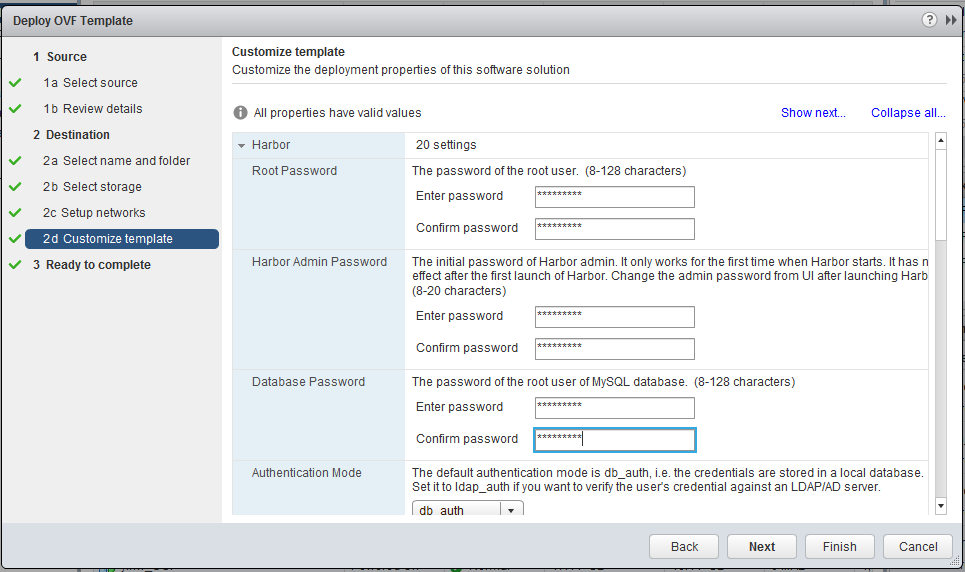 Deploy OVF Template
1 Source
1a Select source
1b Review details
2 Destination
2a Select name and folder
2b Select storage
2c Setup networks
2d Customize template
3 Ready to complete
Customize template
Customize the deployment properties of this software solution
All properties have valid values
Show next...
Collapse all...
Harbor
20 settings
Root Password
The password of the root user. (8-128 characters)
Enter password
*********
Confirm password
*********
Harbor Admin Password
The initial password of Harbor admin. It only works for the first time when Harbor starts. It has n
effect after the first launch of Harbor. Change the admin password from UI after launching Harb
(8-20 characters)
Enter password
*********
Confirm password
*********
Database Password
The password of the root user of MySQL database. (8-128 characters)
Enter password
*********
Confirm password
*********
Authentication Mode
The default authentication mode is db_auth, i.e. the credentials are stored in a local database.
Set it to ldap_auth if you want to verify the user's credential against an LDAP/AD server.
db_auth
Back
Next
Finish
Cancel